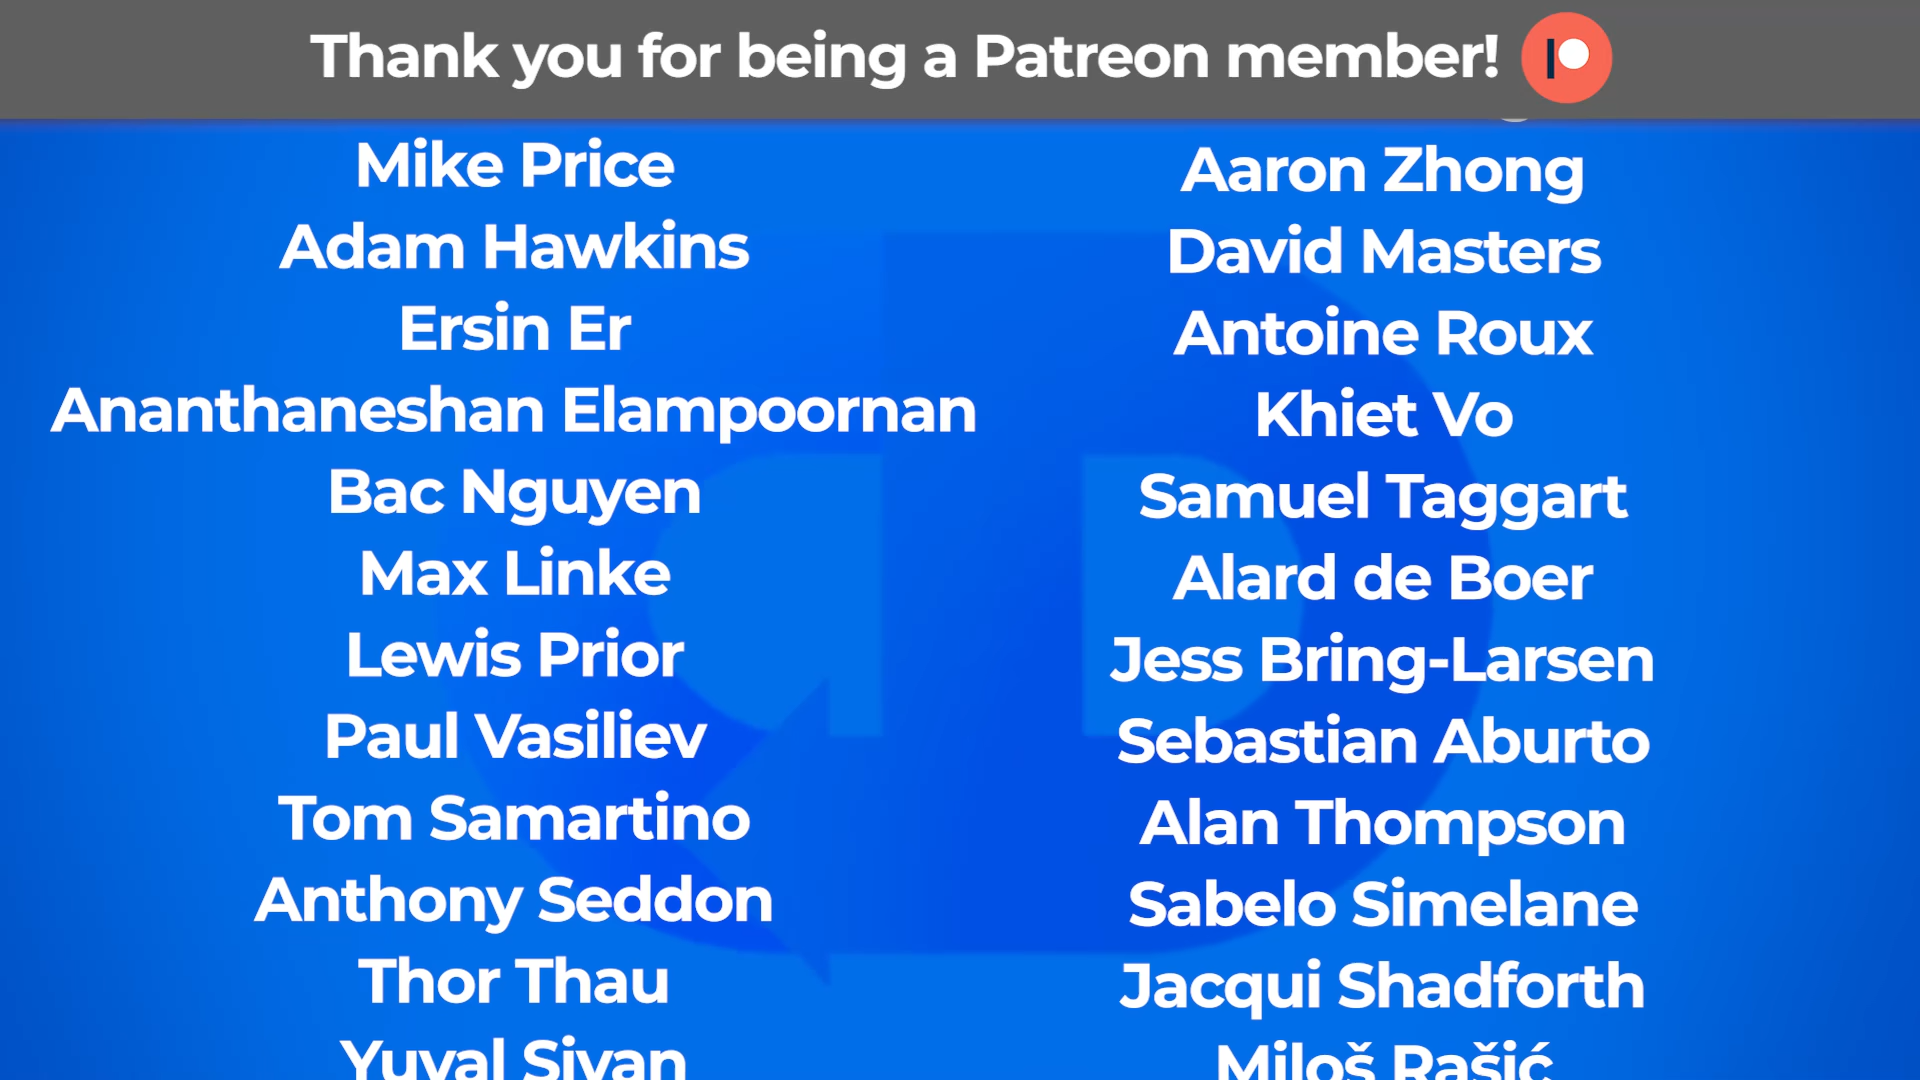 Thank you for being a Patreon member!
Mike Price
Adam Hawkins
Ersin Er
Ananthaneshan Elampoornan
Bac Nguyen
Max Linke
Lewis Prior
Paul Vasiliev
Tom Samartino
Anthony Seddon
Thor Thau
Yuval Sivan
Aaron Zhong
David Masters
Antoine Roux
Khiet Vo
Samuel Taggart
Alard de Boer
Jess Bring-Larsen
Sebastian Aburto
Alan Thompson
Sabelo Simelane
Jacqui Shadforth
Miloš Rašić